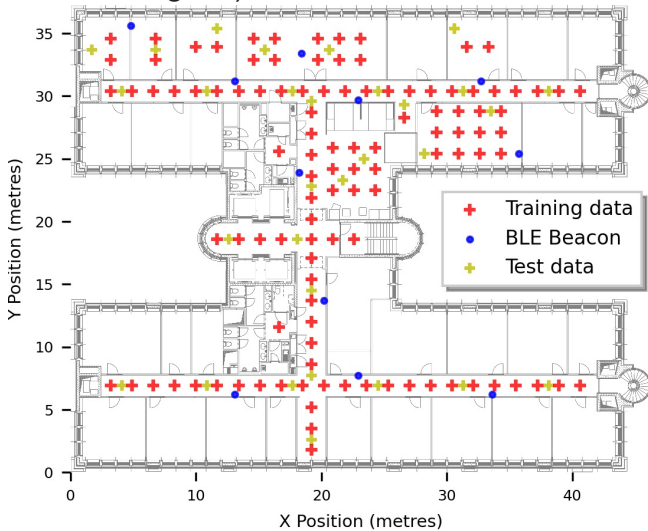 35
30
25
20
15
10
5
0
Y Position (metres)
Training data
BLE Beacon
Test data
0 10 20 30 40
X Position (metres)